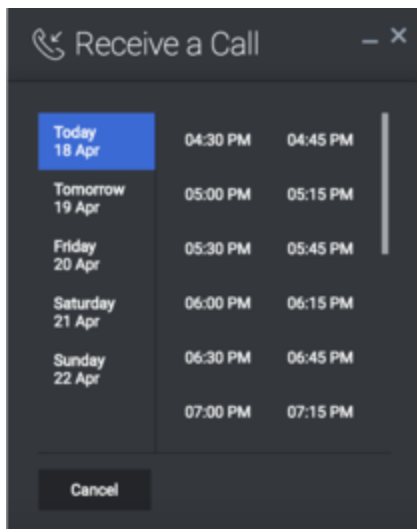 Receive a Call
Today
18 Apr
Tomorrow
19 Apr
Friday
20 Apr
Saturday
21 Apr
Sunday
22 Apr
04:30 PM 04:45 PM
05:00 PM 05:15 PM
05:30 PM 05:45 PM
06:00 PM 06:15 PM
06:30 PM 06:45 PM
07:00 PM 07:15 PM
Cancel